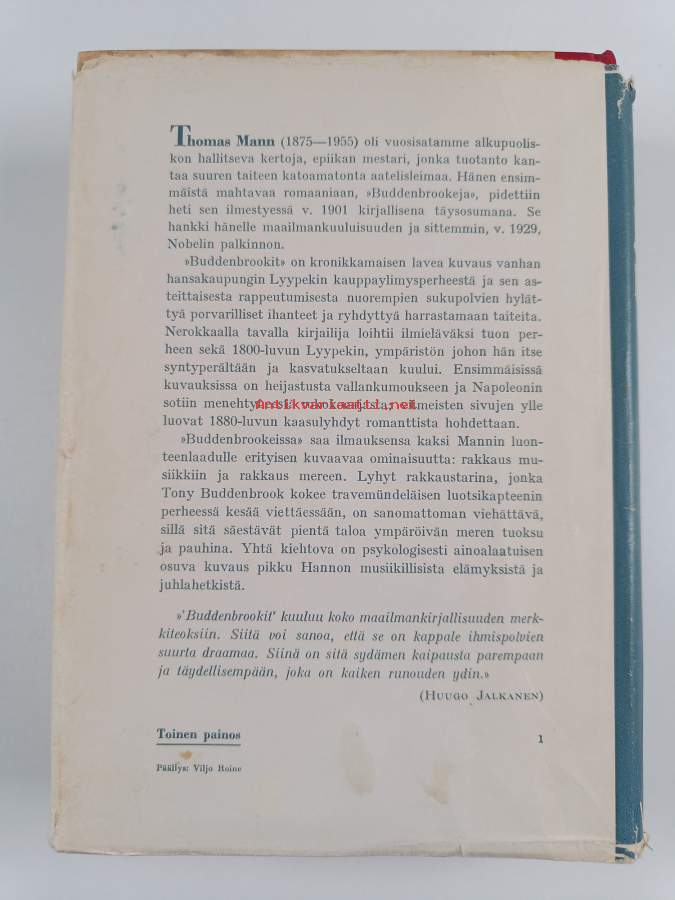 Thomas Mann (1875—1955) oli vuosisatamme alkupuolis-
kon hallitseva kertoja, epiikan mestari, jonka tuotanto kan-
taa suuren taiteen katoamatonta aatelisleimaa. Hänen ensim-
mäistä mahtavaa romaaniaan, »Buddenbrookeja», pidettiin
heti sen ilmestyessä v. 1901 kirjallisena täysosumana. Se
hankki hänelle maailmankuuluisuuden ja sittemmin, v. 1929,
Nobelin palkinnon.
»Buddenbrookit» on kronikkamaisen lavea kuvaus vanhan
hansakaupungin Lyypekin kauppaylimysperheestä ja sen as-
teittaisesta rappeutumisesta nuorempien sukupolvien hylät-
tyä porvarilliset ihanteet ja ryhdyttyä harrastamaan taiteita.
Nerokkaalla tavalla kirjailija loihtii ilmieläväksi tuon per-
heen sekä 1800-luvun Lyypekin, ympäristön johon hän itse
syntyperältään ja kasvatukseltaan kuului. Ensimmäisissä
kuvauksissa on heijastusta vallankumoukseen ja Napoleonin
sotiin menehtyneestä rokokooajasta; viimeisten sivujen ylle
Antikvariaatti.net
luovat 1880-luvun kaasulyhdyt romanttista hohdettaan.
»Buddenbrookeissa» saa ilmauksensa kaksi Mannin luon-
teenlaadulle erityisen kuvaavaa ominaisuutta: rakkaus mu-
siikkiin ja rakkaus mereen. Lyhyt rakkaustarina, jonka
Tony Buddenbrook kokee travemündeläisen luotsikapteenin
perheessä kesää viettäessään, on sanomattoman viehättävä,
sillä sitä säestävät pientä taloa ympäröivän meren tuoksu
ja pauhina. Yhtä kiehtova on psykologisesti ainoalaatuisen
osuva kuvaus pikku Hannon musiikillisista elämyksistä ja
juhlahetkistä.
»'Buddenbrookit' kuuluu koko maailmankirjallisuuden merk-
kiteoksiin. Siitä voi sanoa, että se on kappale ihmispolvien
suurta draamaa. Siinä on sitä sydämen kaipausta parempaan
ja täydellisempään, joka on kaiken runouden ydin.»
(Huugo Jalkanen)
Toinen painos
1
Päällys: Viljo Roine